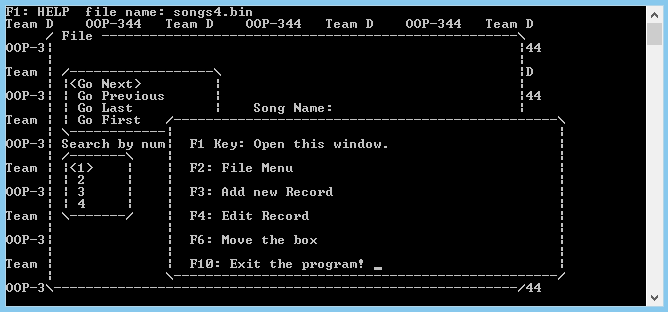 F1: HELP  file name: songs4.bin
Team D    OOP-344   Team D    OOP-344   Team D    OOP-344   Team D
/ File ----------------------------------------------------\
OOP-3¦ ¦44
Team ¦ /------------------\ ¦D
¦<Go Next> ¦
OOP-3¦ Go Previous ¦44
Go Last Song Name:
Team ¦ Go First /------------------------------------------------\
\------------
OOP-3¦ Search by num¦ F1 Key: Open this window. ¦
/-------\
Team ¦ ¦<1> ¦ ¦ F2: File Menu ¦
¦ 2 ¦
OOP-3¦ ¦ 3 ¦ ¦ F3: Add new Record ¦
¦ 4 ¦
Team ¦ \-------/ ¦ F4: Edit Record ¦
OOP-3¦ ¦ F6: Move the box ¦
Team ¦ ¦ F10: Exit the program! _ ¦
\------------------------------------------------/
OOP-3\----------------------------------------------------------/44